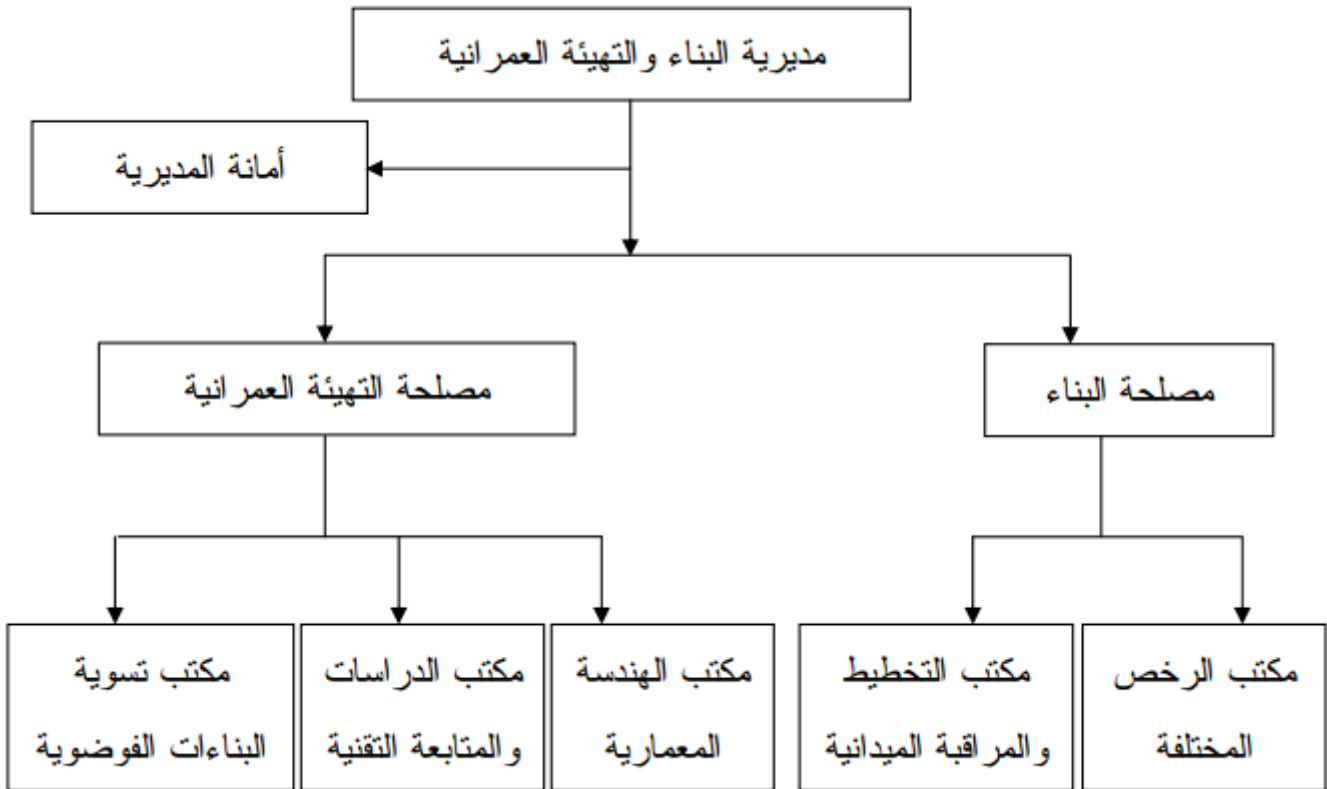 مديرية البناء والتهيئة العمرانية
أمانة المديرية
مصلحة البناء
مصلحة التهيئة العمرانية
مكتب الرخص
المختلفة
مكتب التخطيط
والمراقبة الميدانية
مكتب الهندسة
المعمارية
مكتب الدراسات
والمتابعة التقنية
مكتب تسوية
البناءات الفوضوية